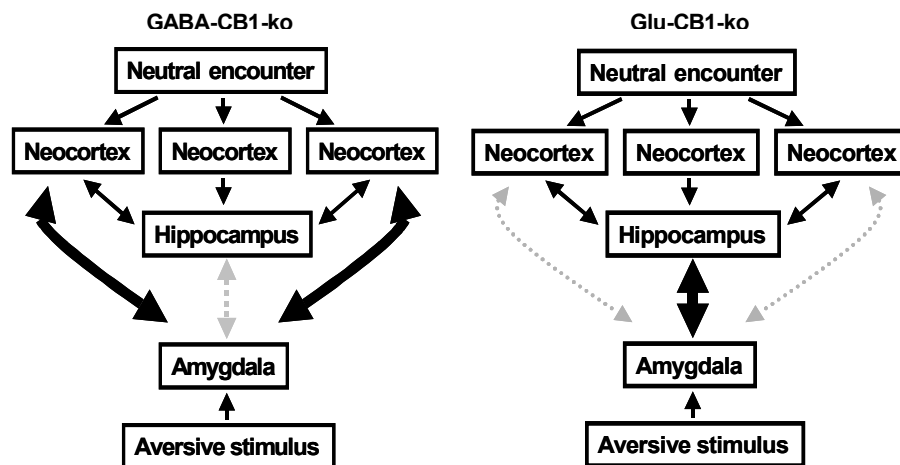 GABA-CB1-ko
Neutral encounter
Neocortex
Neocortex
Neocortex
Hippocampus
Amygdala
Aversive stimulus
Glu-CB1-ko
Neutral encounter
Neocortex
Neocortex
Neocortex
Hippocampus
Amygdala
Aversive stimulus